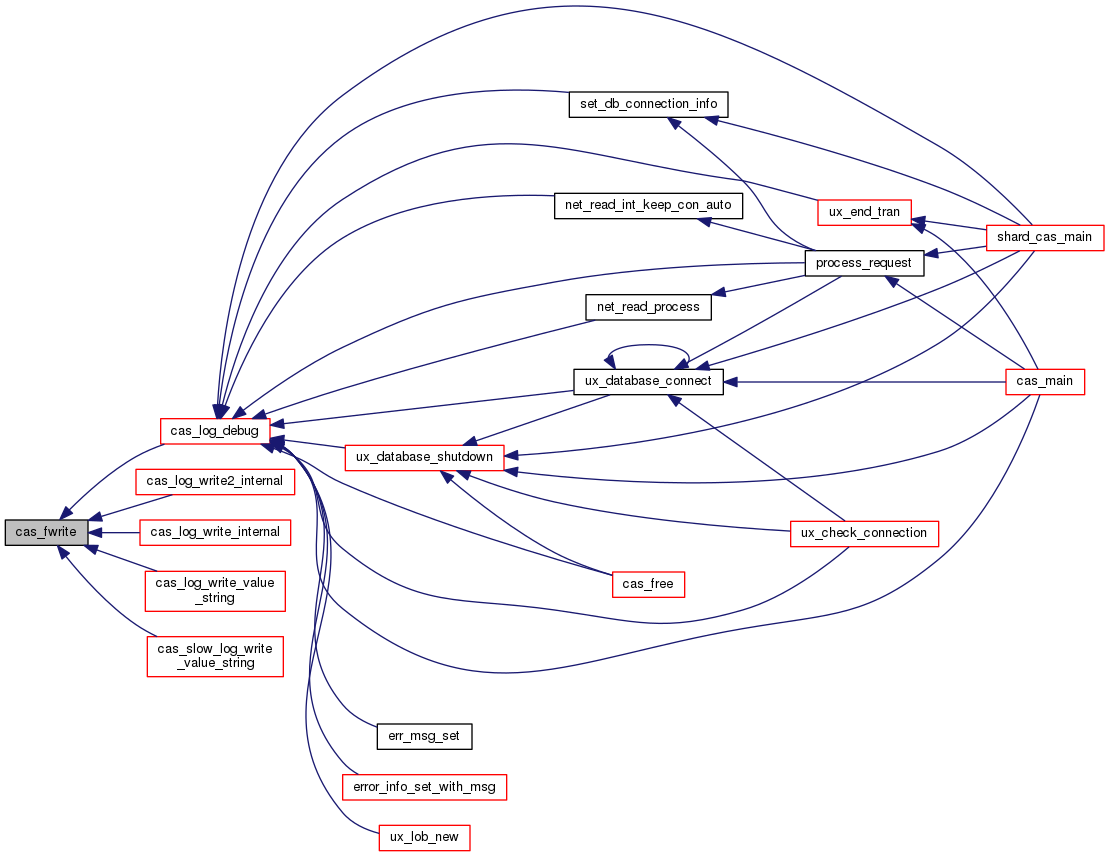 set_db_connection_info
net_read_int_keep_con_auto
ux_end_tran
shard_cas_main
process_request
net_read_process
ux_database_connect
cas_main
cas_log_debug
ux_database_shutdown
cas_log_write2_internal
cas_fwrite
cas_log_write_internal
ux_check_connection
cas_log_write_value
_string
cas_free
cas_slow_log_write
_value_string
err_msg_set
error_info_set_with_msg
ux_lob_new